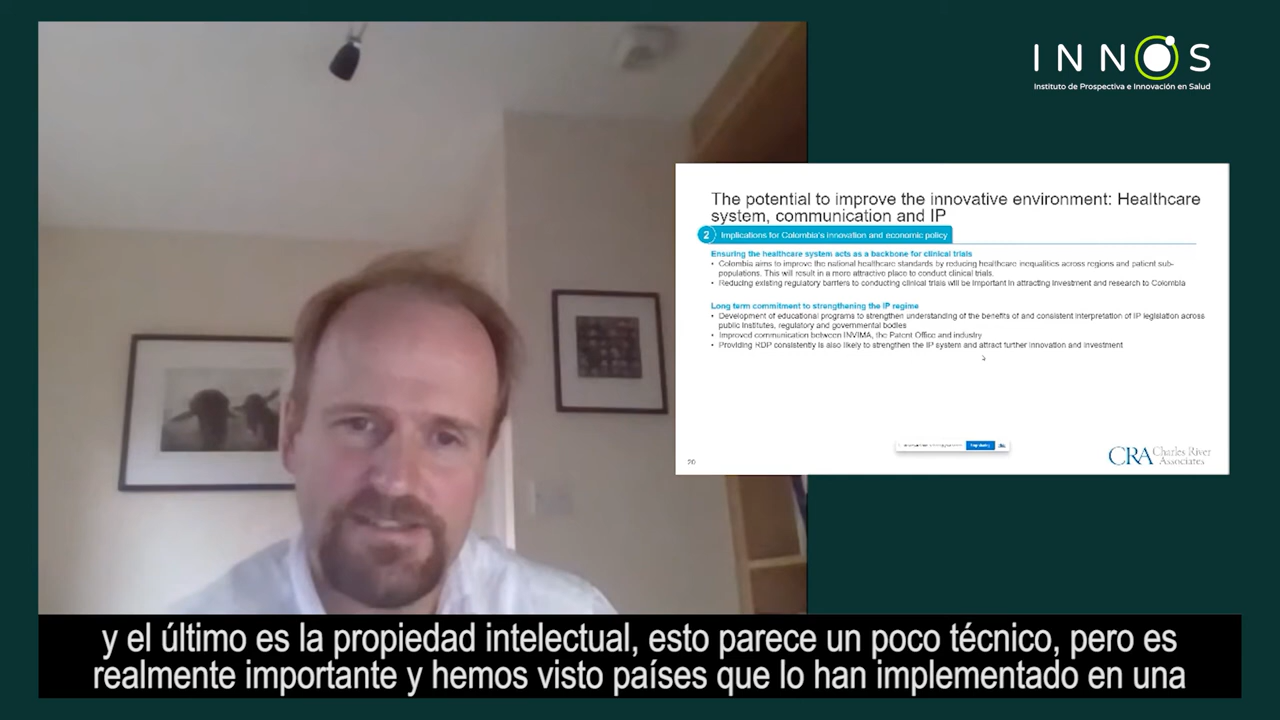 INNOS
Instituto de Prospectiva e Innovación en Salud
The potential to improve the innovative environment: Healthcare
system, communication and IP
2 Implications for Colombia's innovation and economic policy
Ensuring the healthcare system acts as a backbone for clinical trials
• Colombia aims to improve the national healthcare standards by reducing healthcare inequalities across regions and patient sub-
populations. This will result in a more attractive place to conduct clinical trials.
• Reducing existing regulatory barriers to conducting clinical trials will be important in attracting investment and research to Colombia
Long term commitment to strengthening the IP regime
• Development of educational programs to strengthen understanding of the benefits of and consistent interpretation of IP legislation across
public institutes, regulatory and governmental bodies
• Improved communication between INVIMA, the Patent Office and industry
• Providing RDP consistently is also likely to strengthen the IP system and attract further innovation and investment
20
CRA Charles River
Associates
y el último es la propiedad intelectual, esto parece un poco técnico, pero es
realmente importante y hemos visto países que lo han implementado en una